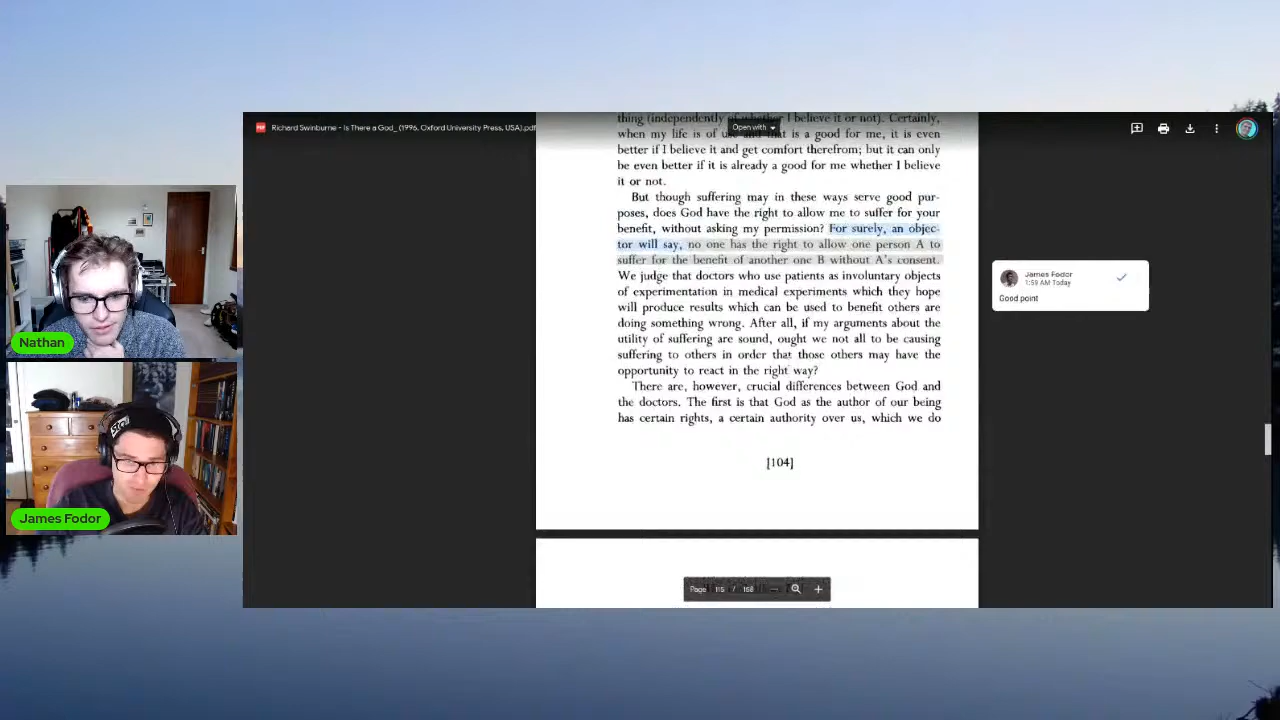 Richard Swinburne - Is There a God_ (1996, Oxford University Press, USA).pdf
Open with
thing (independently of whether I believe it or not). Certainly,
when my life is of use and that is a good for me, it is even
better if I believe it and get comfort therefrom; but it can only
be even better if it is already a good for me whether I believe
it or not.
But though suffering may in these ways serve good pur-
poses, does God have the right to allow me to suffer for your
benefit, without asking my permission? For surely, an objec-
tor will say, no one has the right to allow one person A to
suffer for the benefit of another one B without A's consent.
We judge that doctors who use patients as involuntary objects
of experimentation in medical experiments which they hope
will produce results which can be used to benefit others are
doing something wrong. After all, if my arguments about the
utility of suffering are sound, ought we not all to be causing
suffering to others in order that those others may have the
opportunity to react in the right way?
There are, however, crucial differences between God and
the doctors. The first is that God as the author of our being
has certain rights, a certain authority over us, which we do
[104]
Page 115 / 158
James Fodor
1:59 AM Today
Good point
Nathan
James Fodor